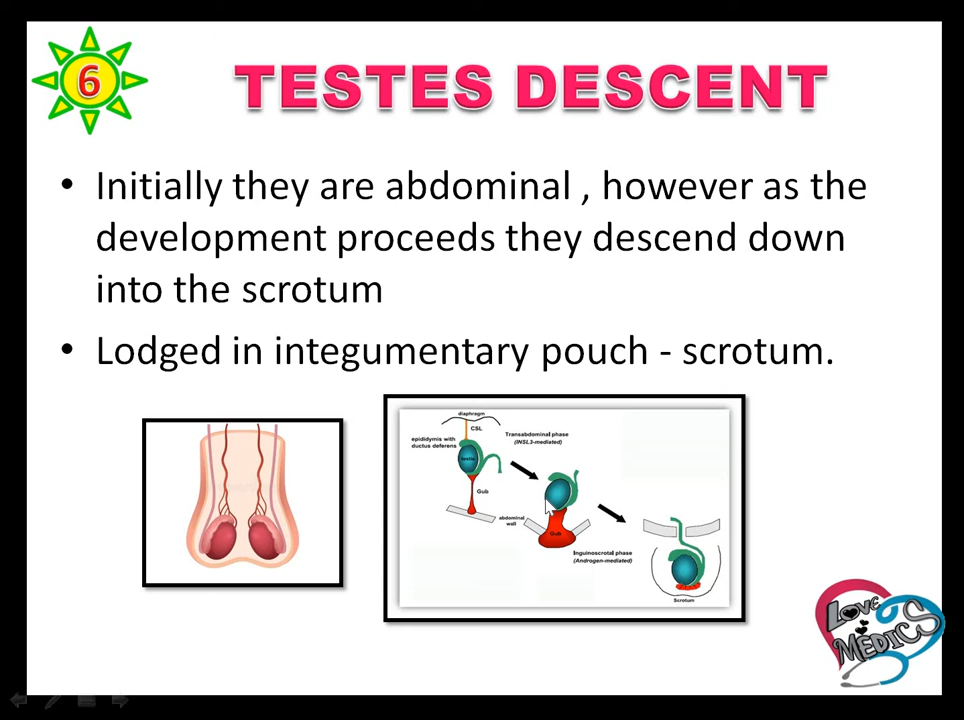 6
TESTES DESCENT
• Initially they are abdominal , however as the
development proceeds they descend down
into the scrotum
• Lodged in integumentary pouch - scrotum.
diaphragm
CSL
epididymis with
ductus deferens
testis
Gub
Transabdominal phase
(INSL3-mediated)
abdominal
wall
Gub
Inguinoscrotal phase
(Androgen-mediated)
Scrotum
LOVE
MEDICS